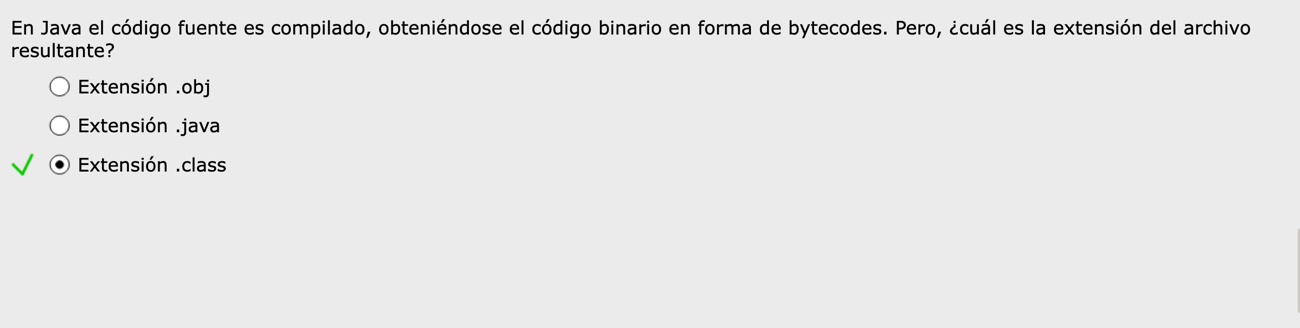 En Java el código fuente es compilado, obteniéndose el código binario en forma de bytecodes. Pero, ¿cuál es la extensión del archivo
resultante?
Extensión .obj
Extensión .java
Extensión .class